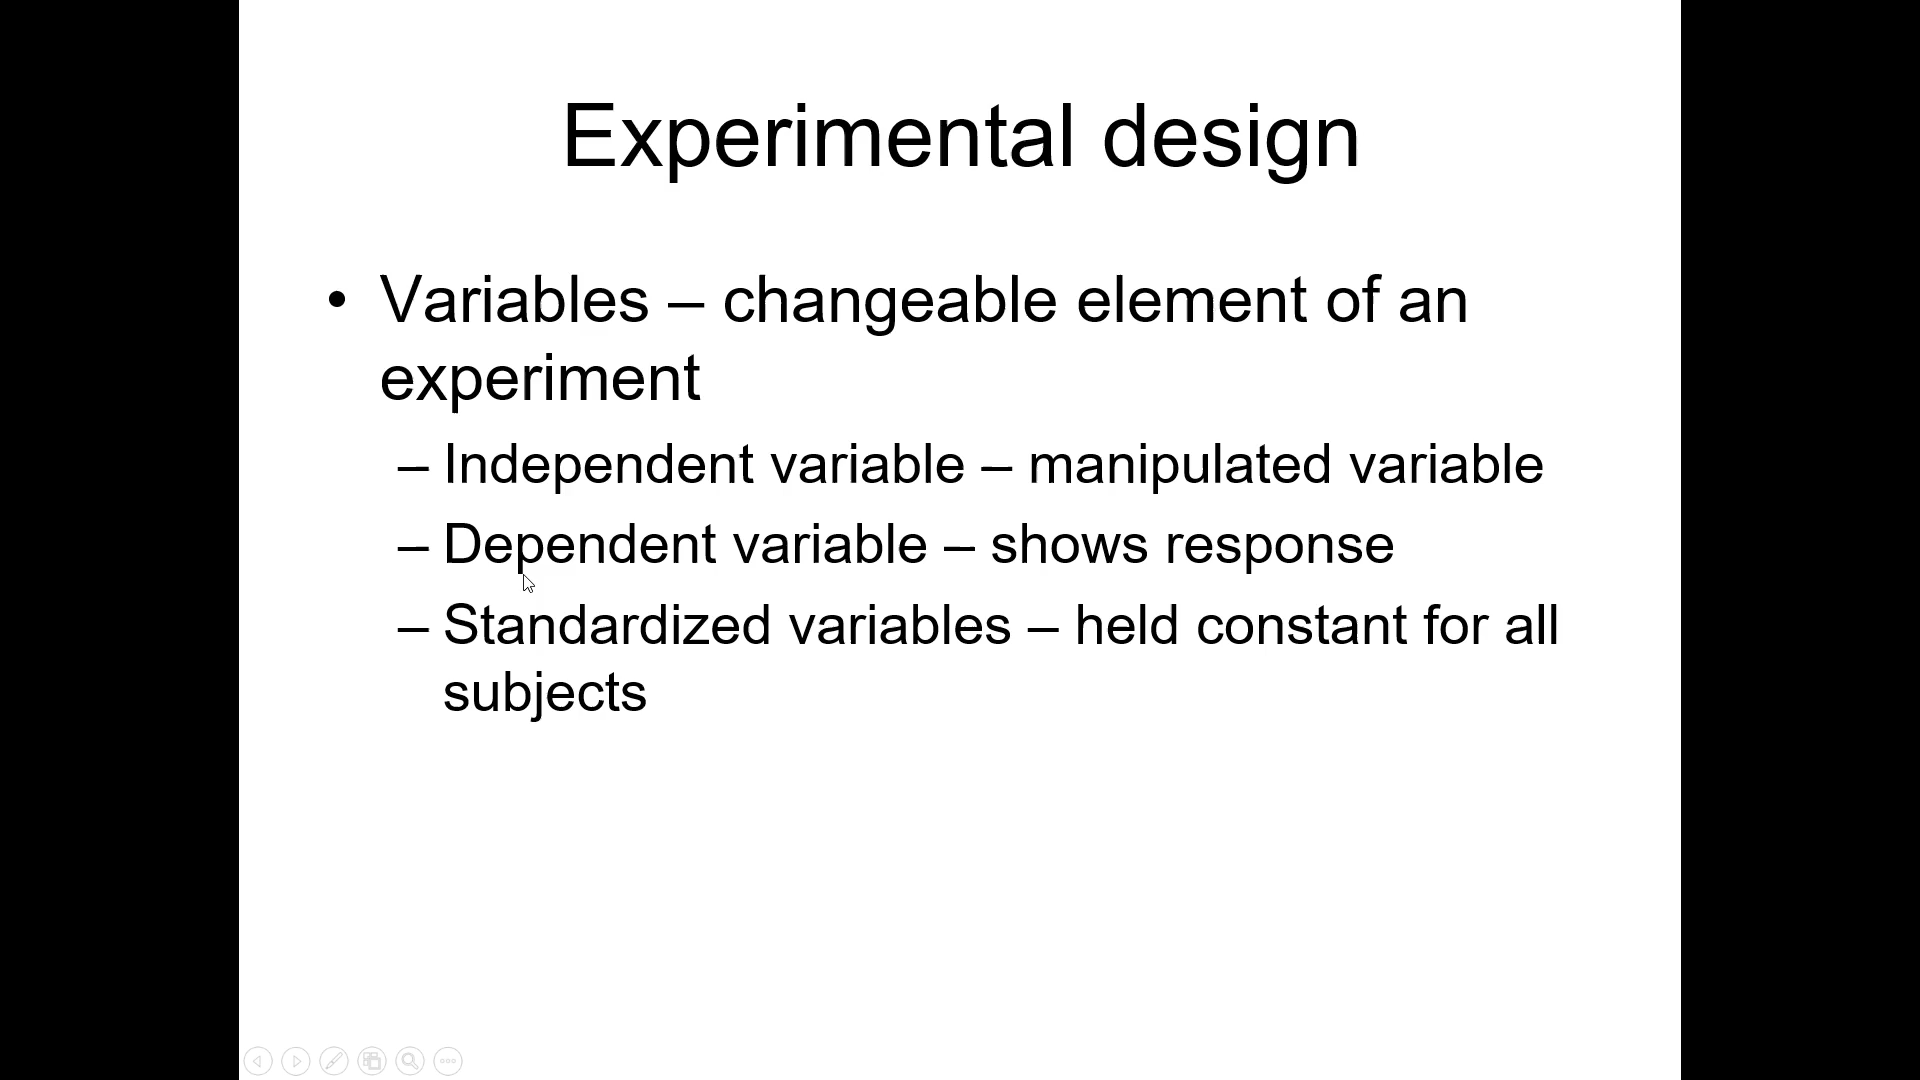 Experimental design
• Variables – changeable element of an
experiment
– Independent variable – manipulated variable
– Dependent variable – shows response
– Standardized variables – held constant for all
subjects